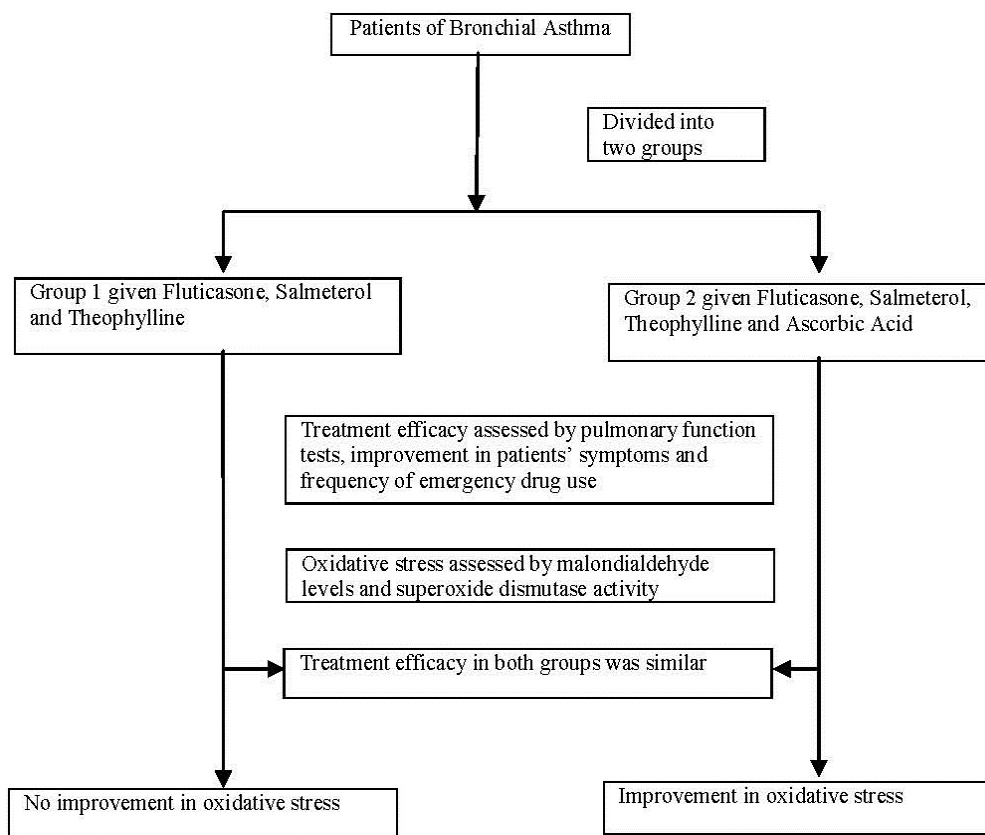 Patients of Bronchial Asthma
Divided into
two groups
Group 1 given Fluticasone, Salmeterol
and Theophylline
Group 2 given Fluticasone, Salmeterol,
Theophylline and Ascorbic Acid
Treatment efficacy assessed by pulmonary function
tests, improvement in patients’ symptoms and
frequency of emergency drug use
Oxidative stress assessed by malondialdehyde
levels and superoxide dismutase activity
Treatment efficacy in both groups was similar
No improvement in oxidative stress
Improvement in oxidative stress